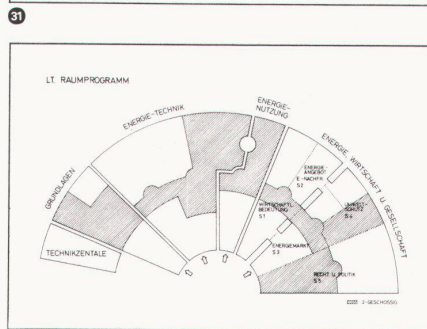 31
LT. RAUMPROGRAMM
ENERGIE-TECHNIK
ENERGIE-
NUTZUNG
ENERGIE, WIRTSCHAFT U. GESELLSCHAFT
GRUNDLAGEN
TECHNIKZENTALE
ENERGIE-
ANGEBOT
E.-NACHFR.
S2
WIRTSCHAFTL.
BEDEUTUNG
S1
UMWELT-
SCHUTZ
S4
ENERGIEMARKT
S3
RECHT U. POLITIK
S5
2-GESCHOSSIG